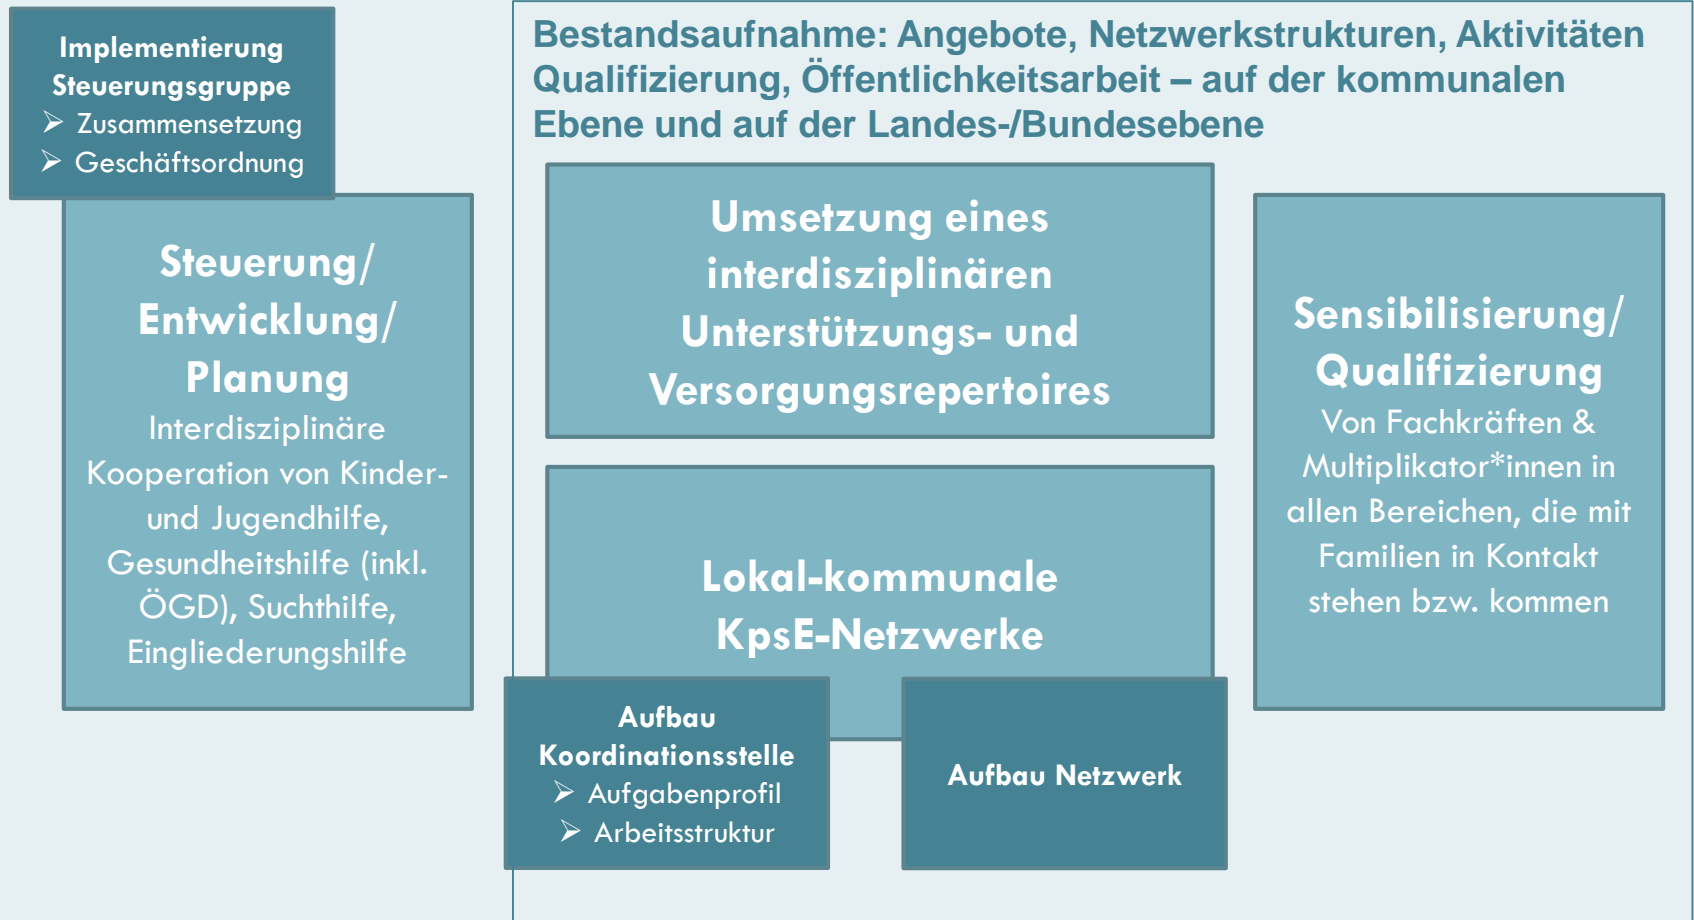 Implementierung
Steuerungsgruppe
➢ Zusammensetzung
➢ Geschäftsordnung
Steuerung/
Entwicklung/
Planung
Interdisziplinäre
Kooperation von Kinder-
und Jugendhilfe,
Gesundheitshilfe (inkl.
ÖGD), Suchthilfe,
Eingliederungshilfe
Bestandsaufnahme: Angebote, Netzwerkstrukturen, Aktivitäten
Qualifizierung, Öffentlichkeitsarbeit – auf der kommunalen
Ebene und auf der Landes-/Bundesebene
Umsetzung eines
interdisziplinären
Unterstützungs- und
Versorgungsrepertoires
Lokal-kommunale
KpsE-Netzwerke
Aufbau
Koordinationsstelle
➢ Aufgabenprofil
➢ Arbeitsstruktur
Aufbau Netzwerk
Sensibilisierung/
Qualifizierung
Von Fachkräften &
Multiplikator*innen in
allen Bereichen, die mit
Familien in Kontakt
stehen bzw. kommen